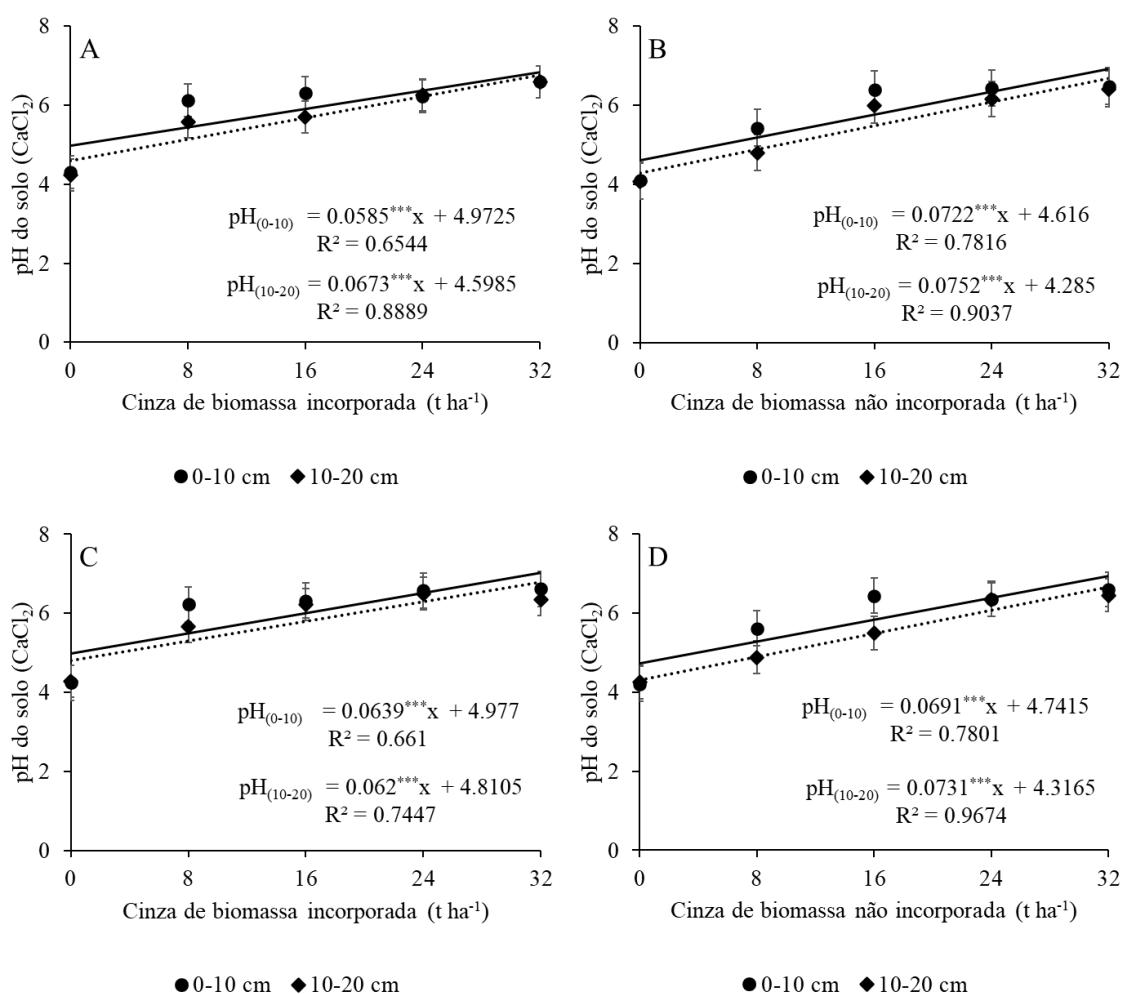 A
pH do solo (CaCl₂)
8
6
4
2
0
pH₍₀₋₁₀₎ = 0.0585***x + 4.9725
R² = 0.6544
pH₍₁₀₋₂₀₎ = 0.0673***x + 4.5985
R² = 0.8889
0 8 16 24 32
Cinza de biomassa incorporada (t ha⁻¹)
● 0-10 cm ◆ 10-20 cm
B
pH do solo (CaCl₂)
8
6
4
2
0
pH₍₀₋₁₀₎ = 0.0722***x + 4.616
R² = 0.7816
pH₍₁₀₋₂₀₎ = 0.0752***x + 4.285
R² = 0.9037
0 8 16 24 32
Cinza de biomassa não incorporada (t ha⁻¹)
● 0-10 cm ◆ 10-20 cm
C
pH do solo (CaCl₂)
8
6
4
2
0
pH₍₀₋₁₀₎ = 0.0639***x + 4.977
R² = 0.661
pH₍₁₀₋₂₀₎ = 0.062***x + 4.8105
R² = 0.7447
0 8 16 24 32
Cinza de biomassa incorporada (t ha⁻¹)
● 0-10 cm ◆ 10-20 cm
D
pH do solo (CaCl₂)
8
6
4
2
0
pH₍₀₋₁₀₎ = 0.0691***x + 4.7415
R² = 0.7801
pH₍₁₀₋₂₀₎ = 0.0731***x + 4.3165
R² = 0.9674
0 8 16 24 32
Cinza de biomassa não incorporada (t ha⁻¹)
● 0-10 cm ◆ 10-20 cm